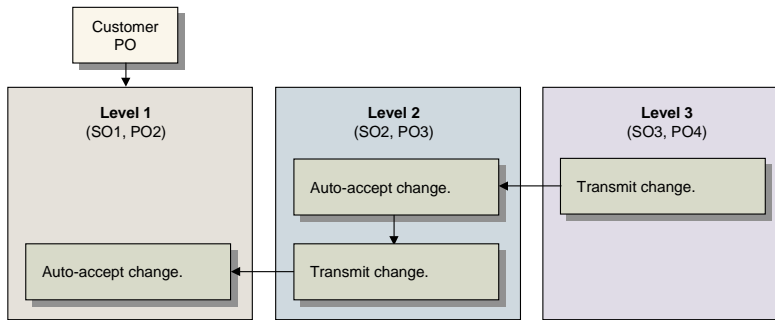 Customer
PO
Level 1
(SO1, PO2)
Level 2
(SO2, PO3)
Level 3
(SO3, PO4)
Auto-accept change.
Transmit change.
Auto-accept change.
Transmit change.